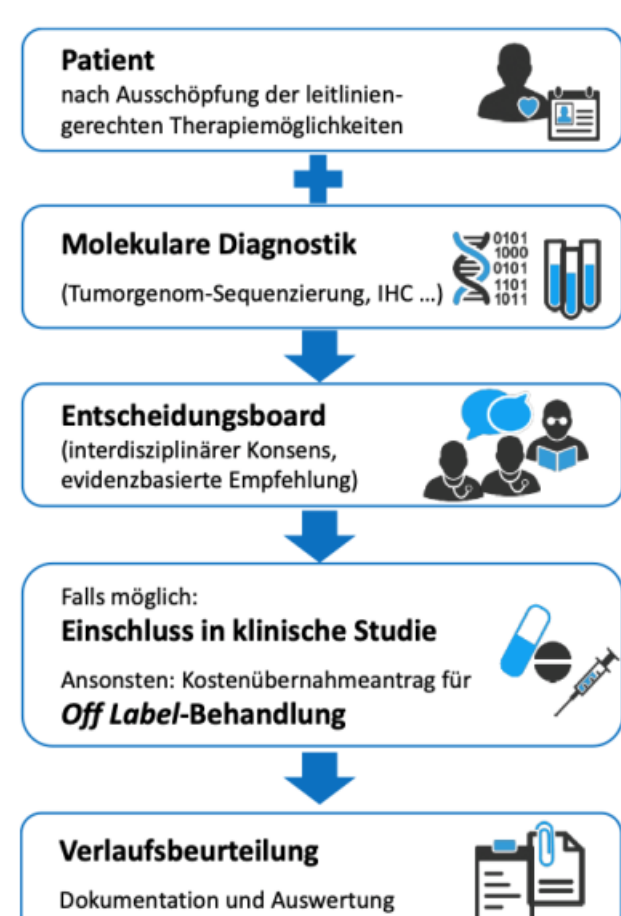 Patient
nach Ausschöpfung der leitlinien-
gerechten Therapiemöglichkeiten
Molekulare Diagnostik
(Tumorgenom-Sequenzierung, IHC ...)
0101
1000
0101
1101
1011
Entscheidungsboard
(interdisziplinärer Konsens,
evidenzbasierte Empfehlung)
Falls möglich:
Einschluss in klinische Studie
Ansonsten: Kostenübernahmeantrag für
Off Label-Behandlung
Verlaufsbeurteilung
Dokumentation und Auswertung